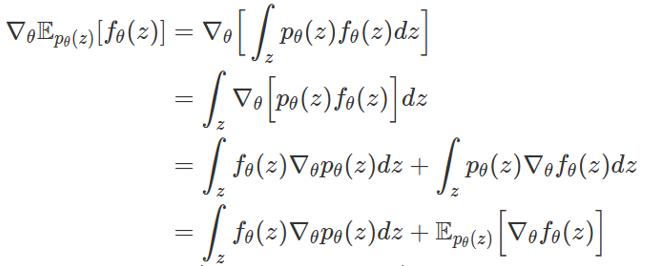 ∇θ𝔼pθ(z)[fθ(z)] = ∇θ[∫z pθ(z)fθ(z)dz]
= ∫z ∇θ[pθ(z)fθ(z)]dz
= ∫z fθ(z)∇θpθ(z)dz + ∫z pθ(z)∇θfθ(z)dz
= ∫z fθ(z)∇θpθ(z)dz + 𝔼pθ(z)[∇θfθ(z)]